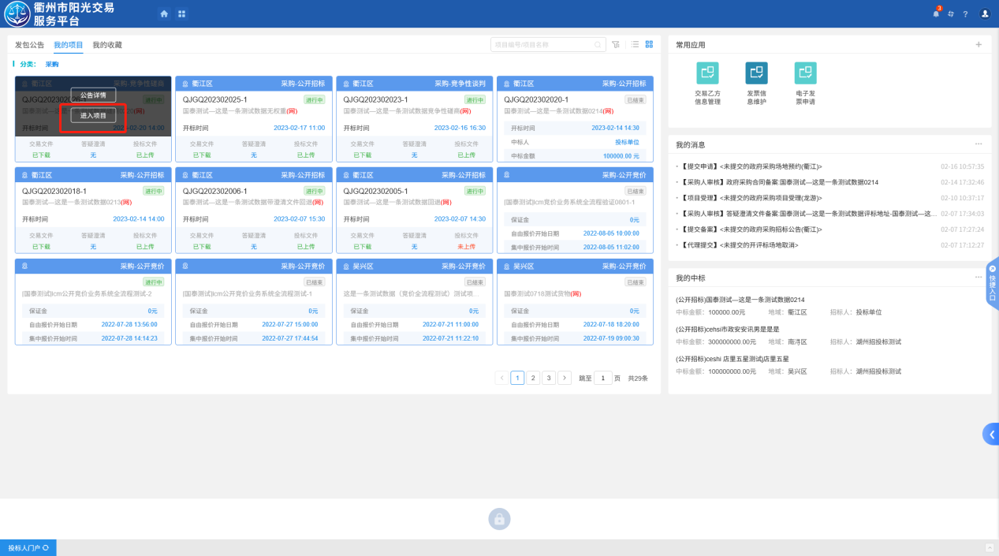 衢州市阳光交易
服务平台
3
发包公告 我的项目 我的收藏
项目编号/项目名称
分类： 采购
衢江区 采购-竞争性磋商
公告详情
进行中
进入项目
(网)
开标时间 2023-02-20 14:00
交易文件 答疑澄清 投标文件
已下载 无 已上传
衢江区 采购-公开招标
QJGQ202302025-1 进行中
国泰测试—这是一条测试数据无权重(网)
开标时间 2023-02-17 11:00
交易文件 答疑澄清 投标文件
已下载 无 已上传
衢江区 采购-竞争性谈判
QJGQ202302023-1 进行中
国泰测试—这是一条测试数据竞争性磋商(网)
开标时间 2023-02-16 16:30
交易文件 答疑澄清 投标文件
已下载 无 已上传
衢江区 采购-公开招标
QJGQ202302020-1 已结束
国泰测试—这是一条测试数据0214(网)
开标时间 2023-02-14 14:30
中标人 投标单位
中标金额 100000.00 元
衢江区 采购-公开招标
QJGQ202302018-1 进行中
国泰测试—这是一条测试数据0213(网)
开标时间 2023-02-14 14:00
交易文件 答疑澄清 投标文件
已下载 无 已上传
衢江区 采购-公开招标
QJGQ202302006-1 进行中
国泰测试—这是一条测试数据带澄清文件回退(网)
开标时间 2023-02-07 15:30
交易文件 答疑澄清 投标文件
已下载 无 已上传
衢江区 采购-公开招标
QJGQ202302005-1 进行中
国泰测试—这是一条测试数据回退(网)
开标时间 2023-02-07 14:30
交易文件 答疑澄清 投标文件
已下载 无 未上传
采购-公开竞价
已结束
[国泰测试]icm竞价业务系统全流程验证0801-1
保证金 0元
自由报价开始日期 2022-08-05 10:00:00
集中报价开始时间 2022-08-05 11:02:00
采购-公开竞价
进行中
[国泰测试]icm公开竞价业务系统全流程测试-2
保证金 0元
自由报价开始日期 2022-07-28 13:56:00
集中报价开始时间 2022-07-28 14:14:23
采购-公开竞价
已结束
[国泰测试]icm公开竞价业务系统全流程测试-1
保证金 0元
自由报价开始日期 2022-07-27 15:00:00
集中报价开始时间 2022-07-27 17:44:54
吴兴区 采购-公开竞价
已结束
这是一条测试数据（竞价全流程测试）测试项...
保证金 0元
自由报价开始日期 2022-07-21 11:00:00
集中报价开始时间 2022-07-21 11:22:10
吴兴区 采购-公开竞价
已结束
国泰测试0718测试货物(网)
保证金 0元
自由报价开始日期 2022-07-18 18:20:00
集中报价开始时间 2022-07-19 09:00:30
< 1 2 3 > 跳至 1 页 共29条
常用应用
交易乙方
信息管理
发票信
息维护
电子发
票申请
我的消息
【提交申请】<未提交的政府采购场地预约(衢江)> 02-16 10:57:35
【采购人审核】政府采购合同备案:国泰测试—这是一条测试数据0214 02-14 17:32:46
【项目受理】<未提交的政府采购项目受理(龙游)> 02-10 10:37:17
【采购人审核】答疑澄清文件备案:国泰测试—这是一条测试数据评标地址-国泰测试—这... 02-07 17:34:03
【提交备案】<未提交的政府采购招标公告(衢江)> 02-07 17:27:24
【代理提交】<未提交的开评标场地取消> 02-07 17:12:27
我的中标
(公开招标)国泰测试—这是一条测试数据0214
中标金额： 100000.00元 地域： 衢江区 招标人： 投标单位
(公开招标)cehsi市政安安讯男是是是
中标金额： 300000000.00元 地域： 南浔区 招标人： 湖州招投标测试
(公开招标)ceshi 店里五星测试j店里五星
中标金额： 100000000.00元 地域： 吴兴区 招标人： 湖州招投标测试
快捷入口
投标人门户